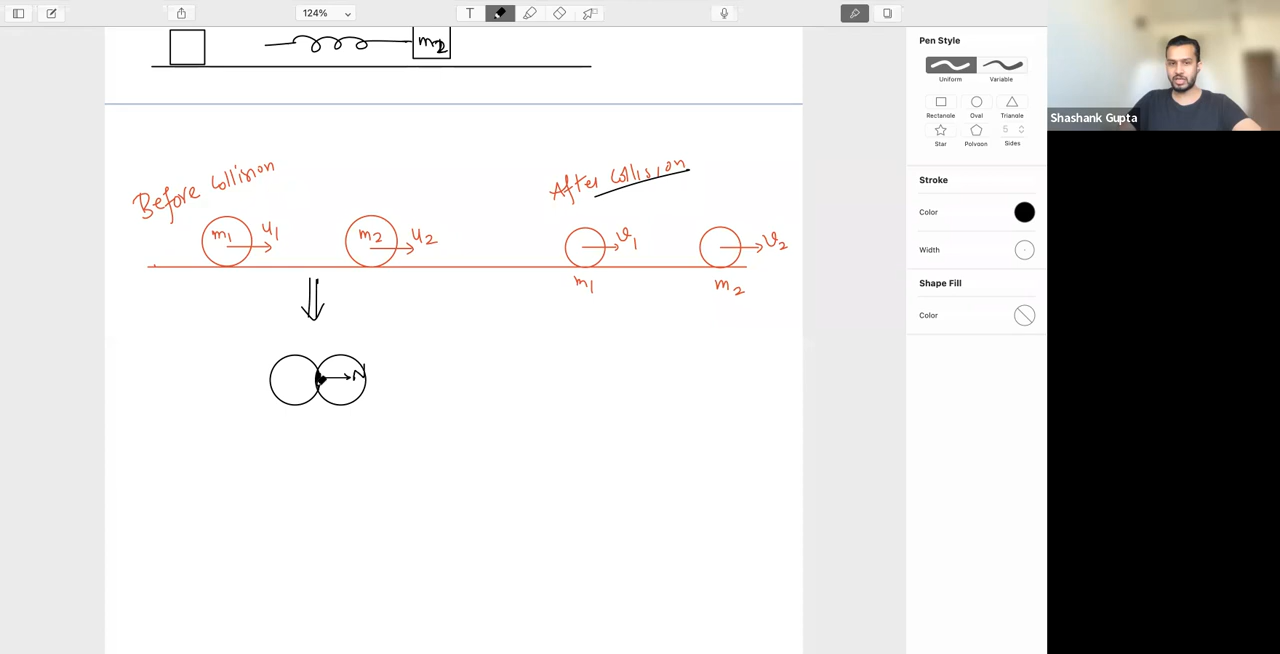 124%
T
m2
Pen Style
Uniform
Variable
Rectangle
Oval
Triangle
Star
Polygon
5
Sides
Stroke
Color
Width
Shape Fill
Color
Shashank Gupta
Before Collision
After Collision
m1
u1
m2
u2
v1
v2
m1
m2
N